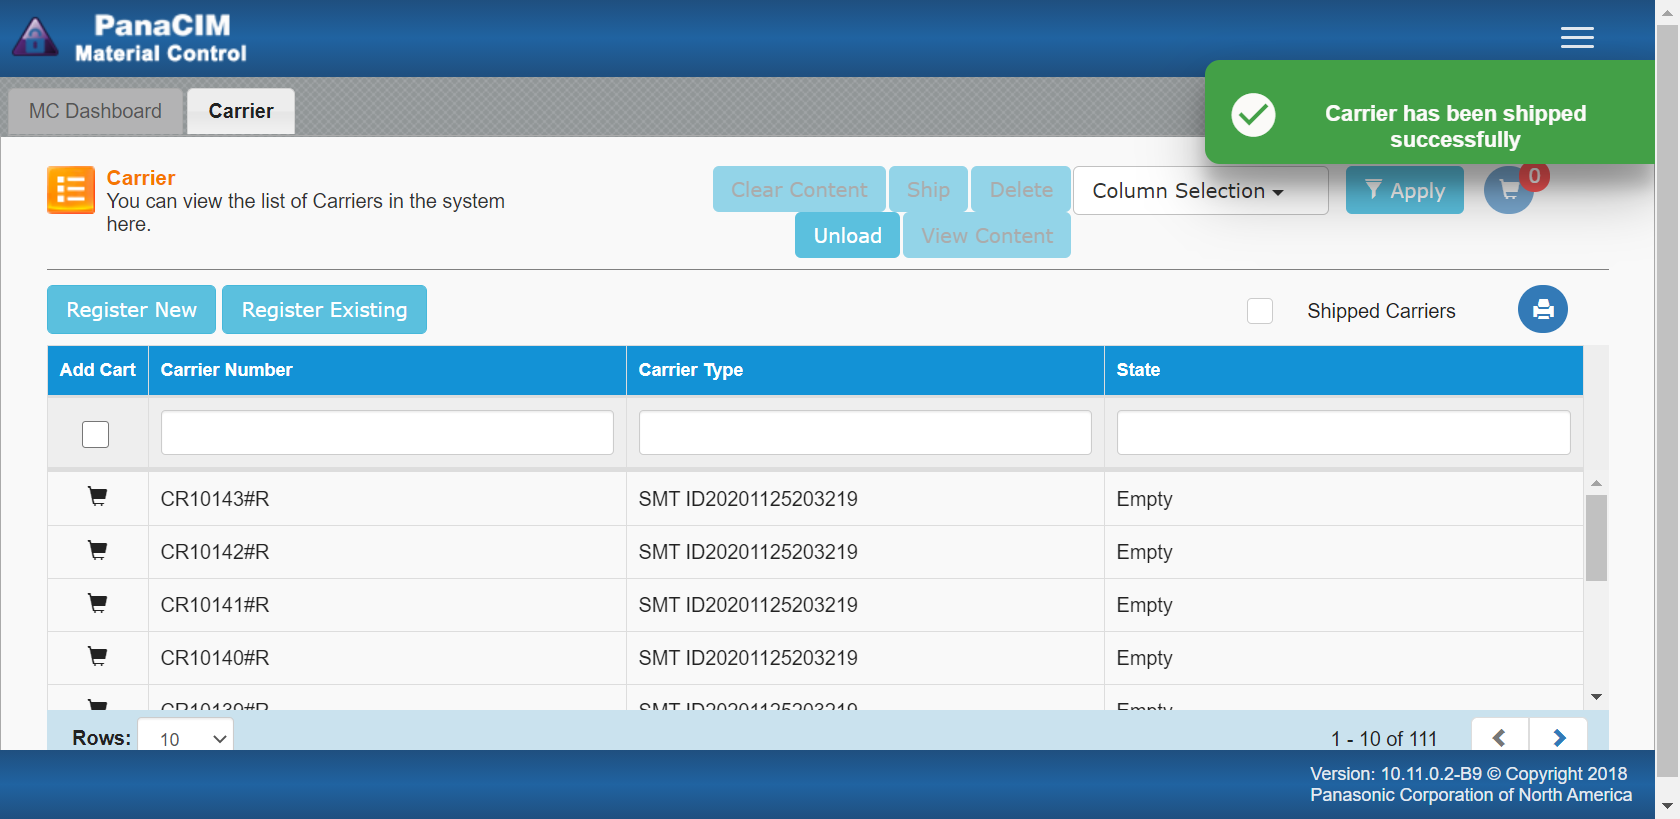 PanaCIM
Material Control
MC Dashboard
Carrier
Carrier has been shipped
successfully
Carrier
You can view the list of Carriers in the system
here.
Clear Content
Ship
Delete
Column Selection
Apply
0
Unload
View Content
Register New
Register Existing
Shipped Carriers
Add Cart Carrier Number Carrier Type State
CR10143#R SMT ID20201125203219 Empty
CR10142#R SMT ID20201125203219 Empty
CR10141#R SMT ID20201125203219 Empty
CR10140#R SMT ID20201125203219 Empty
CR10139#R SMT ID20201125203219 Empty
Rows: 10 1 - 10 of 111
Version: 10.11.0.2-B9 © Copyright 2018
Panasonic Corporation of North America